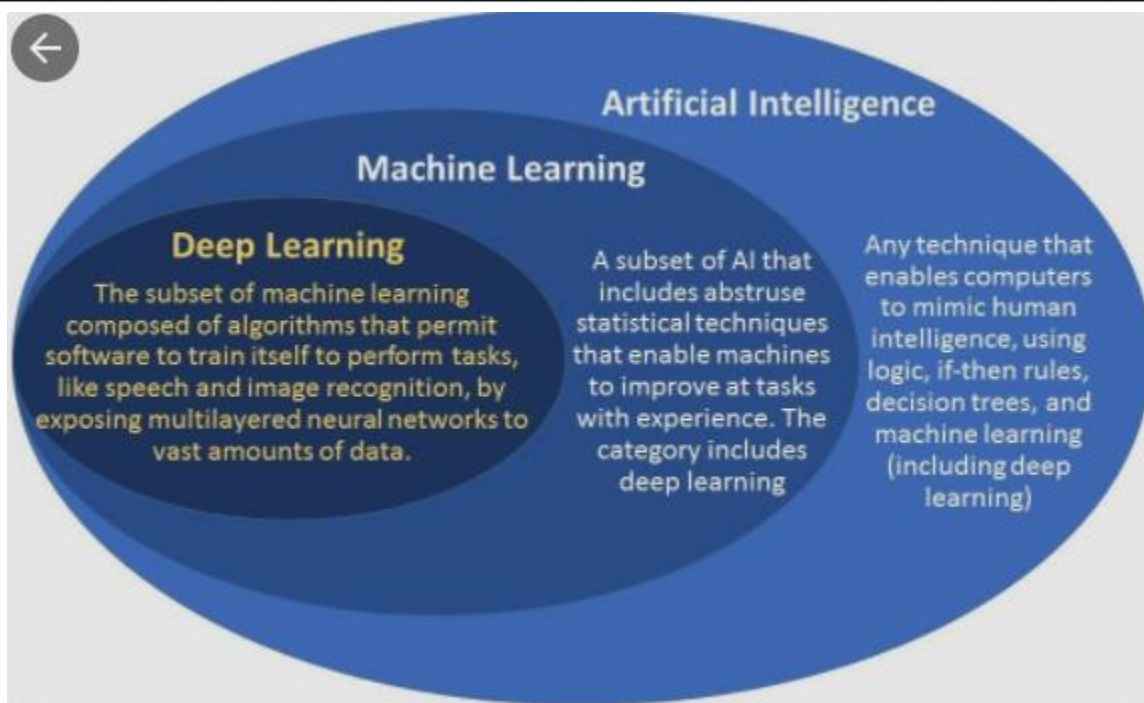 Artificial Intelligence
Machine Learning
Deep Learning
The subset of machine learning
composed of algorithms that permit
software to train itself to perform tasks,
like speech and image recognition, by
exposing multilayered neural networks to
vast amounts of data.
A subset of AI that
includes abstruse
statistical techniques
that enable machines
to improve at tasks
with experience. The
category includes
deep learning
Any technique that
enables computers
to mimic human
intelligence, using
logic, if-then rules,
decision trees, and
machine learning
(including deep
learning)